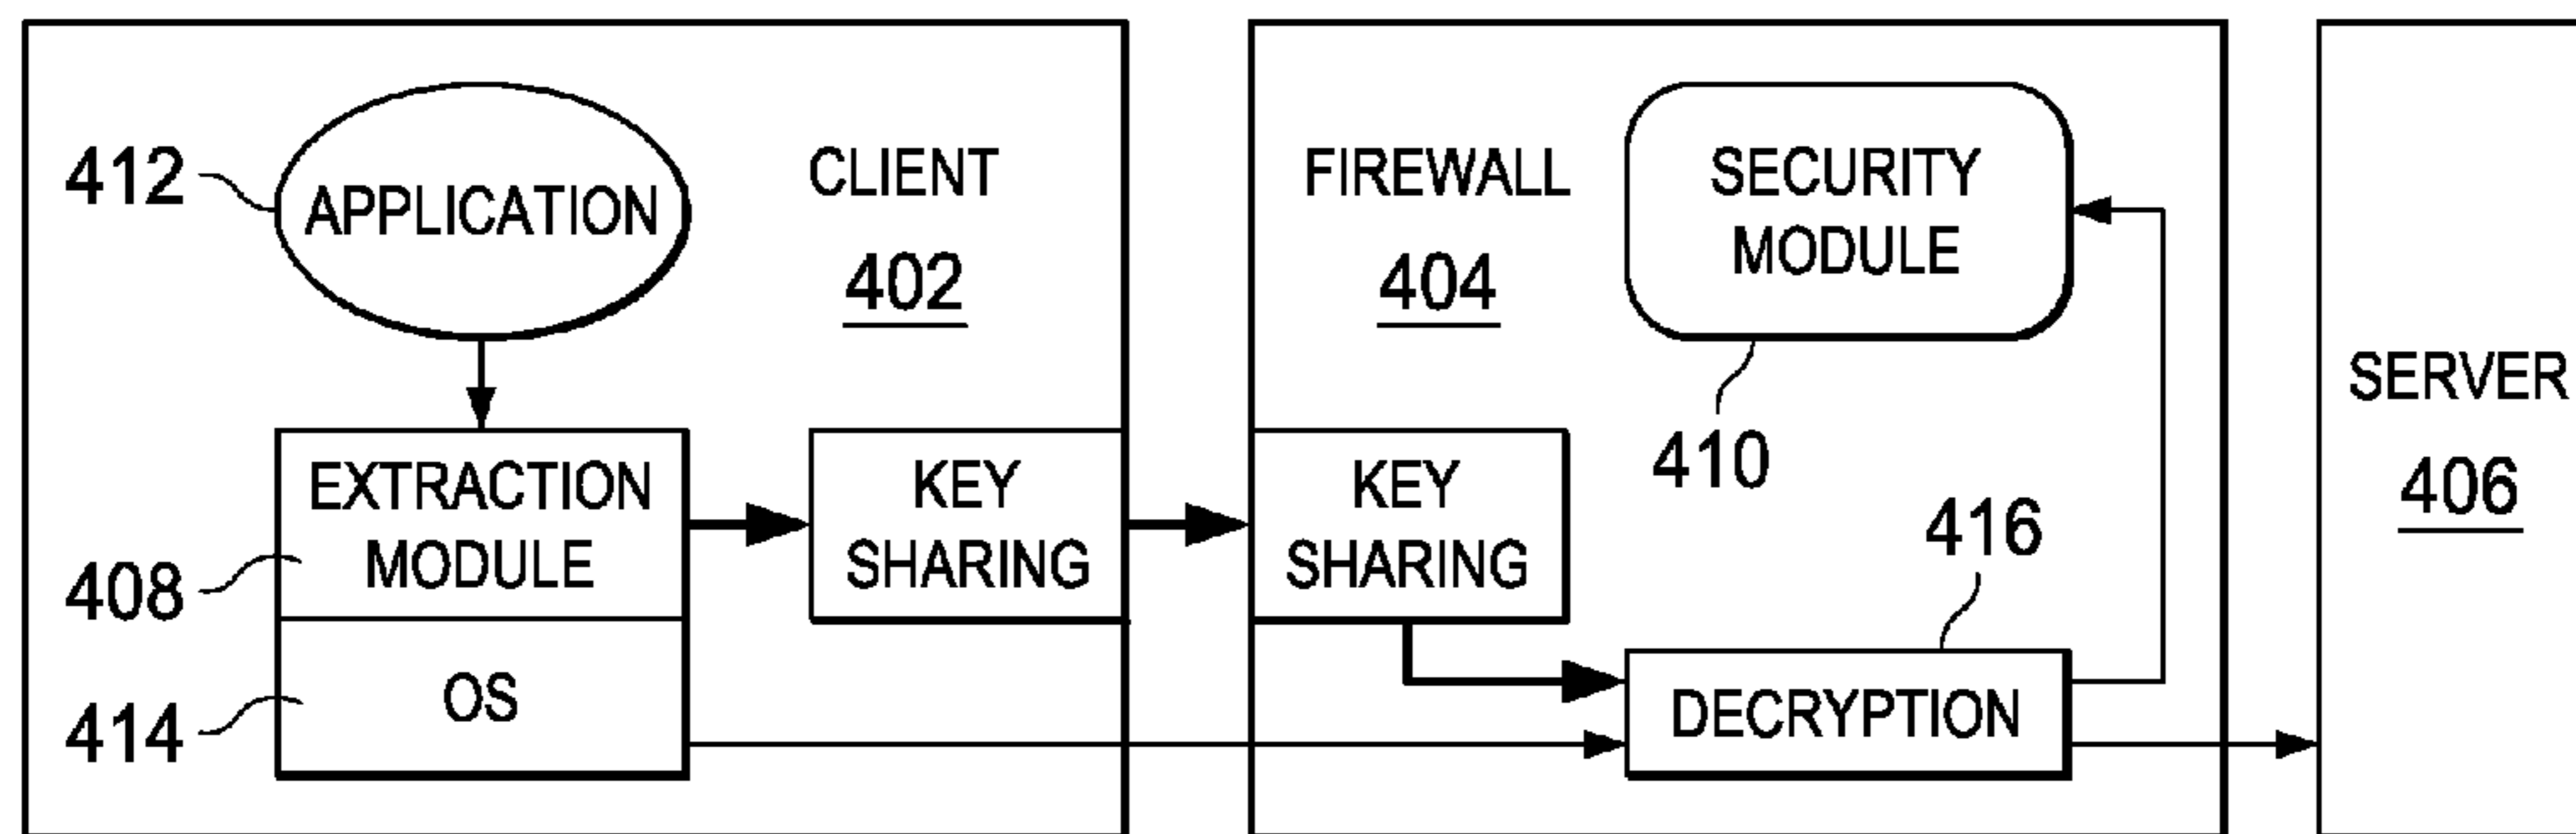 412
APPLICATION
CLIENT
402
EXTRACTION
MODULE
408
OS
414
KEY
SHARING
FIREWALL
404
SECURITY
MODULE
410
KEY
SHARING
416
DECRYPTION
SERVER
406